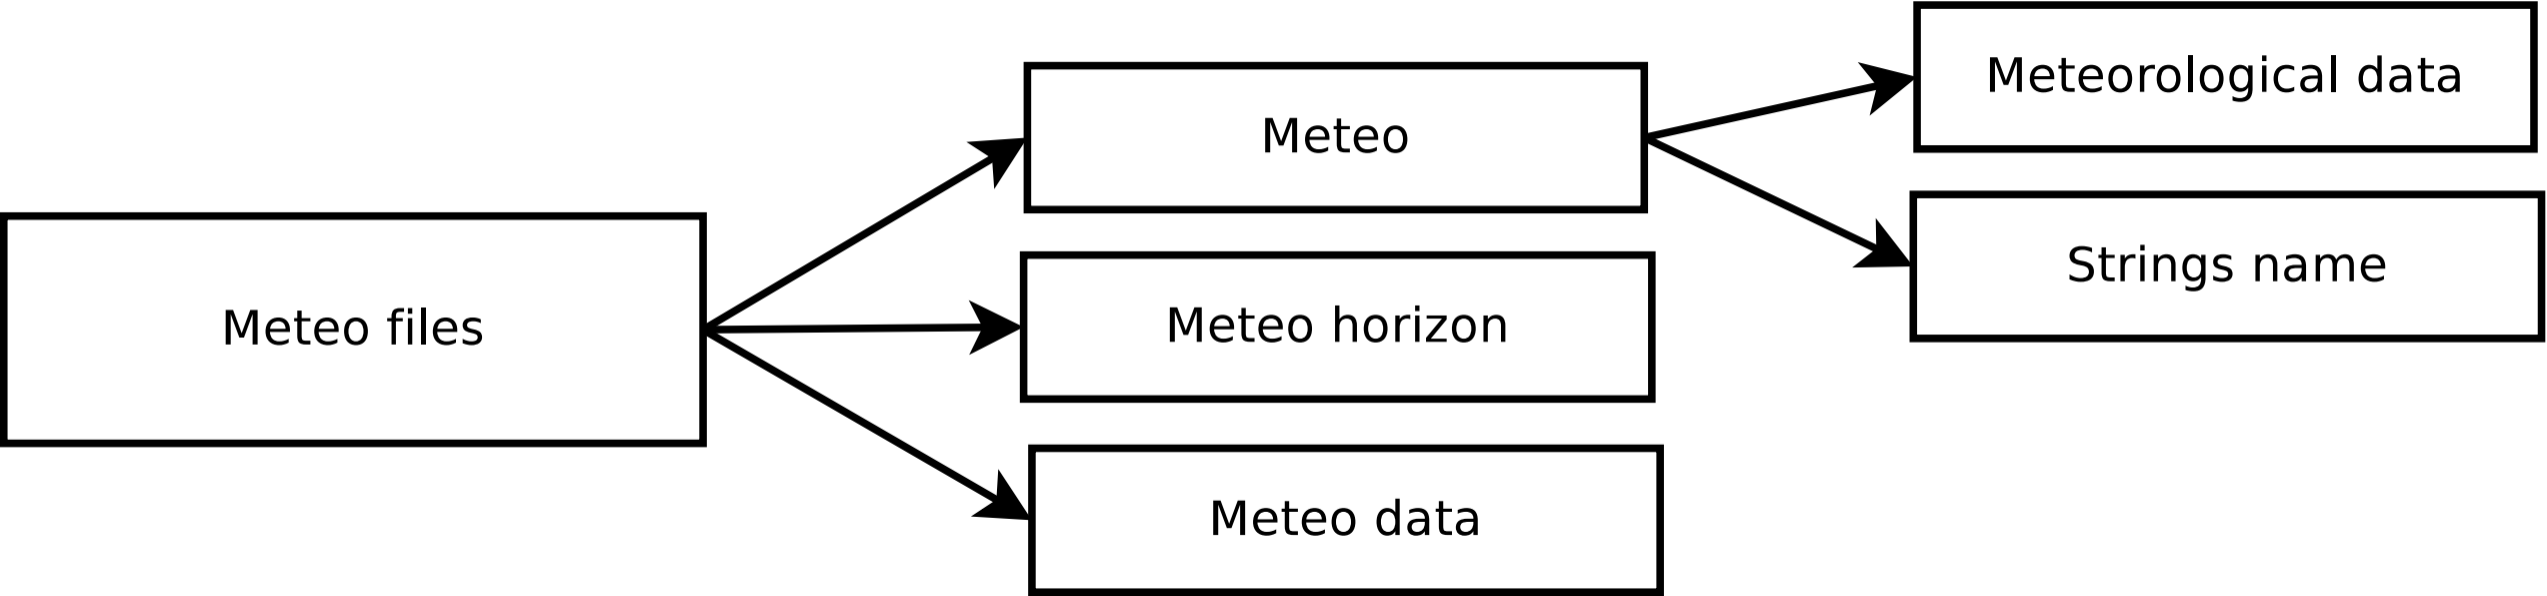 Meteo files
Meteo
Meteo horizon
Meteo data
Meteorological data
Strings name